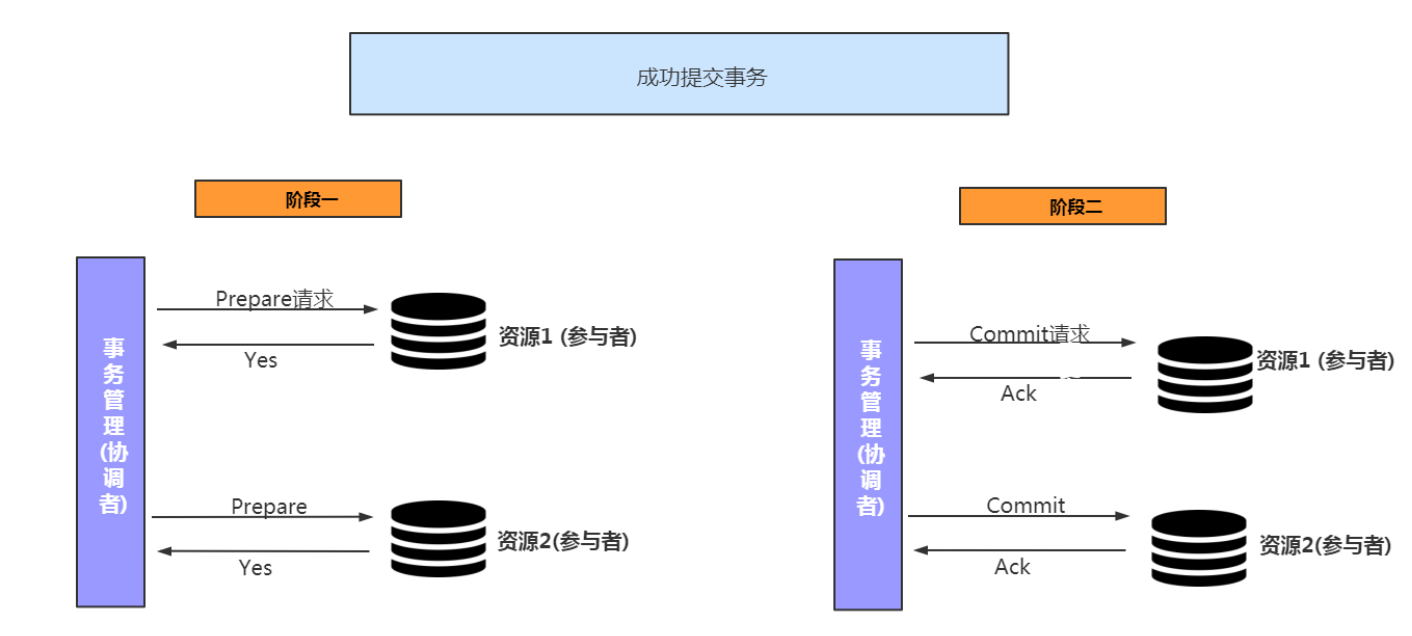 成功提交事务
阶段一
事务管理(协调者)
Prepare请求
Yes
资源1 (参与者)
Prepare
Yes
资源2(参与者)
阶段二
事务管理(协调者)
Commit请求
Ack
资源1 (参与者)
Commit
Ack
资源2(参与者)